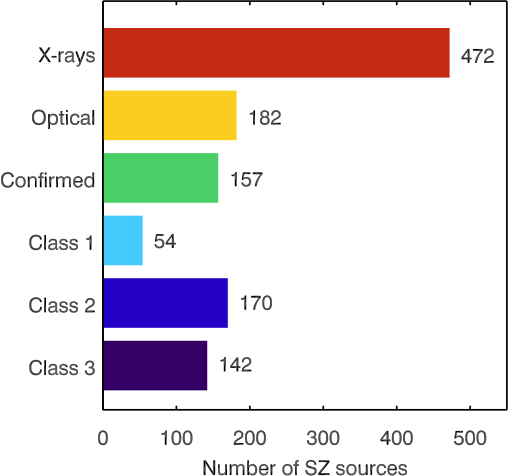 X-rays 472
Optical 182
Confirmed 157
Class 1 54
Class 2 170
Class 3 142
0 100 200 300 400 500
Number of SZ sources